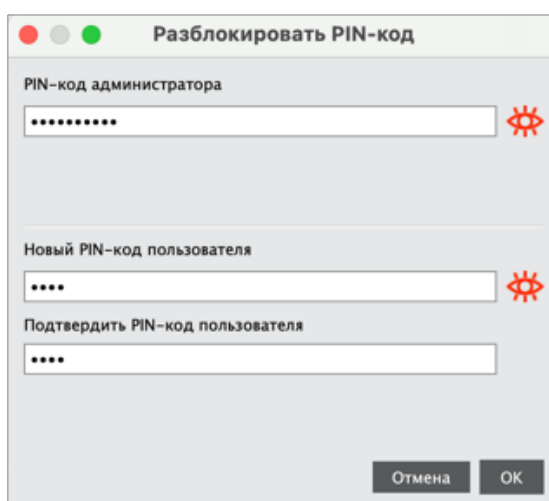 Разблокировать PIN-код
PIN-код администратора
••••••••••
Новый PIN-код пользователя
••••
Подтвердить PIN-код пользователя
••••
Отмена
OK